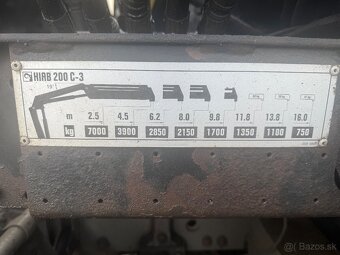 HIAB 200 C-3
m 2.5 4.5 6.2 8.0 9.8 11.8 13.8 16.0
kg 7000 3900 2850 2150 1700 1350 1100 750
© Bazoš.sk